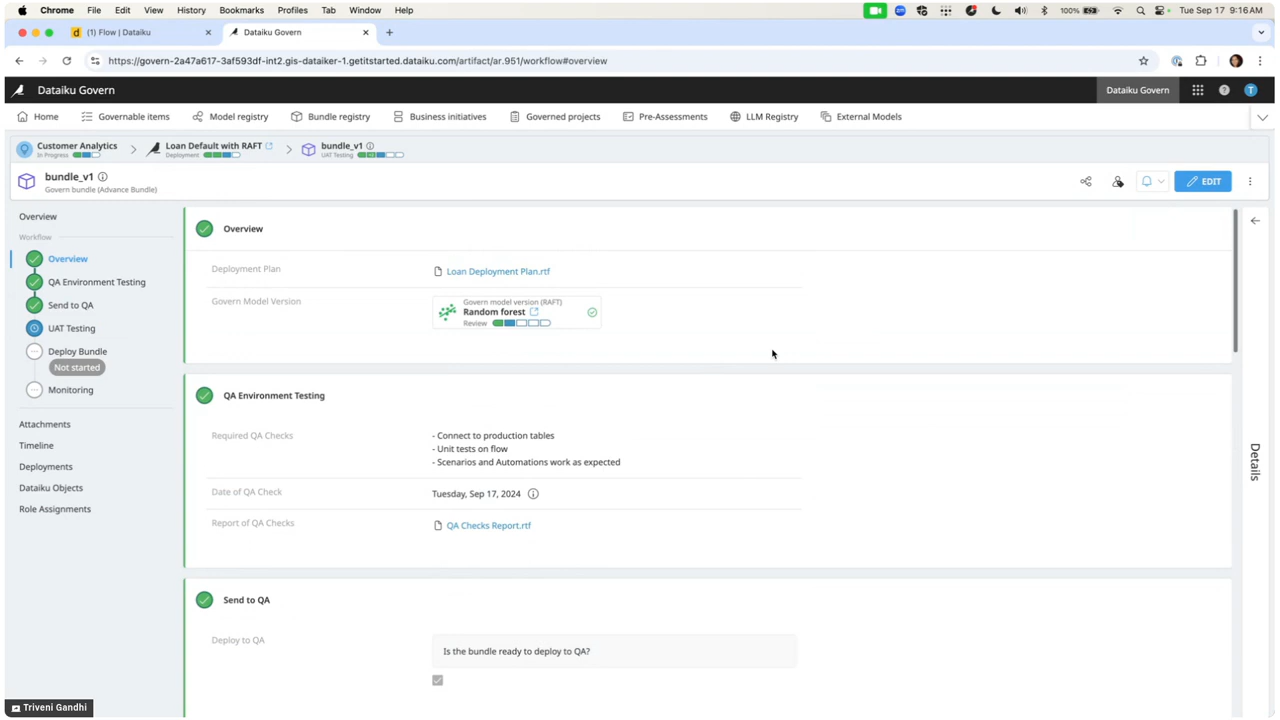 Chrome File Edit View History Bookmarks Profiles Tab Window Help 100% Tue Sep 17 9:16 AM
(1) Flow | Dataiku
Dataiku Govern
https://govern-2a47a617-3af593df-int2.gis-dataiker-1.getitstarted.dataiku.com/artifact/ar.951/workflow#overview
Dataiku Govern
Dataiku Govern
T
Home Governable items Model registry Bundle registry Business initiatives Governed projects Pre-Assessments LLM Registry External Models
Customer Analytics
In Progress
Loan Default with RAFT
Deployment
bundle_v1
UAT Testing
bundle_v1
Govern bundle (Advance Bundle)
EDIT
Overview
Workflow
Overview
QA Environment Testing
Send to QA
UAT Testing
Deploy Bundle
Not started
Monitoring
Attachments
Timeline
Deployments
Dataiku Objects
Role Assignments
Overview
Deployment Plan
Loan Deployment Plan.rtf
Govern Model Version
Govern model version (RAFT)
Random forest
Review
QA Environment Testing
Required QA Checks
- Connect to production tables
- Unit tests on flow
- Scenarios and Automations work as expected
Date of QA Check
Tuesday, Sep 17, 2024
Report of QA Checks
QA Checks Report.rtf
Send to QA
Deploy to QA
Is the bundle ready to deploy to QA?
Details
Triveni Gandhi